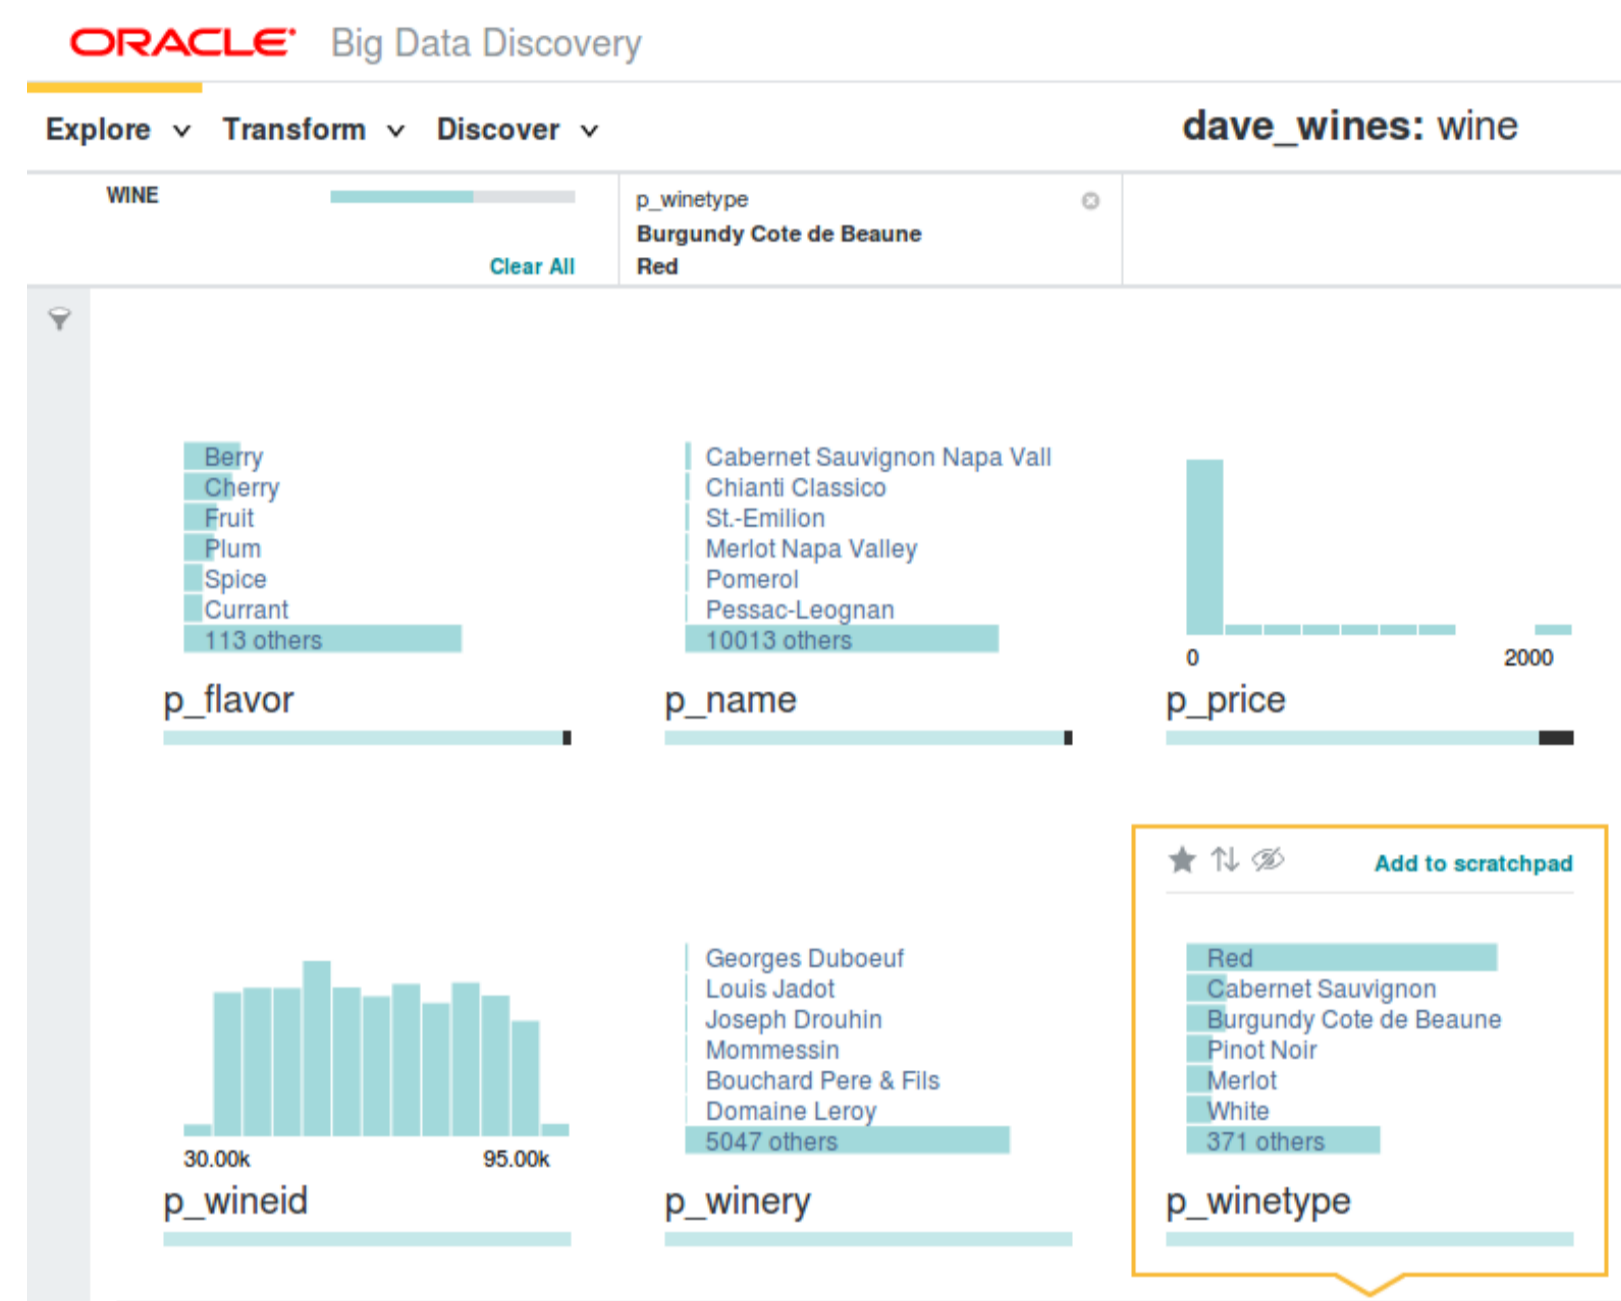 ORACLE Big Data Discovery
Explore Transform Discover
dave_wines: wine
WINE
Clear All
p_winetype
Burgundy Cote de Beaune
Red
Berry
Cherry
Fruit
Plum
Spice
Currant
113 others
p_flavor
Cabernet Sauvignon Napa Vall
Chianti Classico
St.-Emilion
Merlot Napa Valley
Pomerol
Pessac-Leognan
10013 others
p_name
0 2000
p_price
30.00k 95.00k
p_wineid
Georges Duboeuf
Louis Jadot
Joseph Drouhin
Mommessin
Bouchard Pere & Fils
Domaine Leroy
5047 others
p_winery
Add to scratchpad
Red
Cabernet Sauvignon
Burgundy Cote de Beaune
Pinot Noir
Merlot
White
371 others
p_winetype